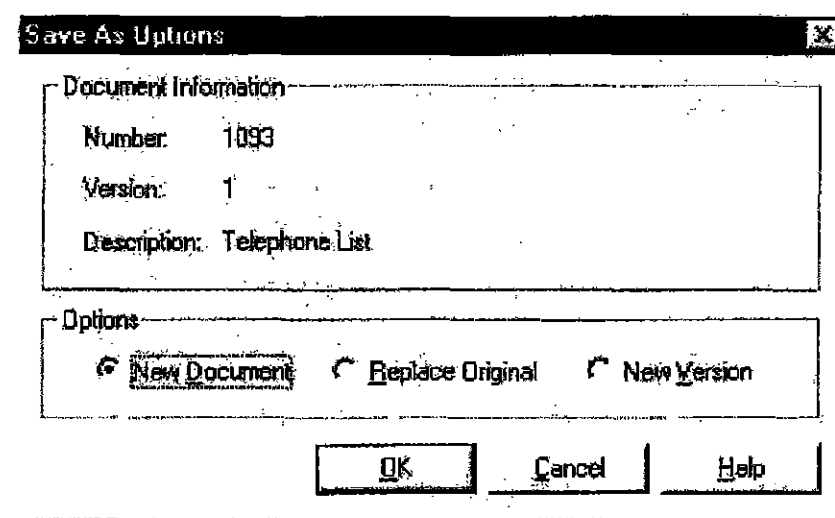 Save As Options
Document Information
Number: 1093
Version: 1
Description: Telephone List
Options
New Document Replace Original New Version
OK Cancel Help